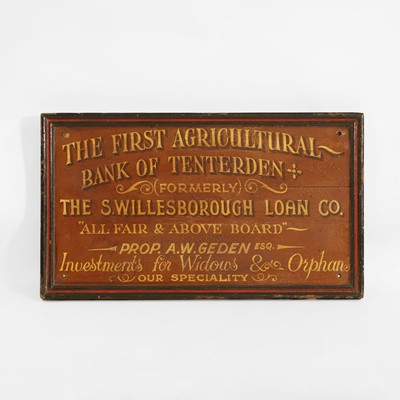 THE FIRST AGRICULTURAL
BANK OF TENTERDEN
(FORMERLY)
THE S.WILLESBOROUGH LOAN CO.
"ALL FAIR & ABOVE BOARD"
PROP. A.W. GEDEN ESQ.
Investments for Widows & Orphans
OUR SPECIALITY